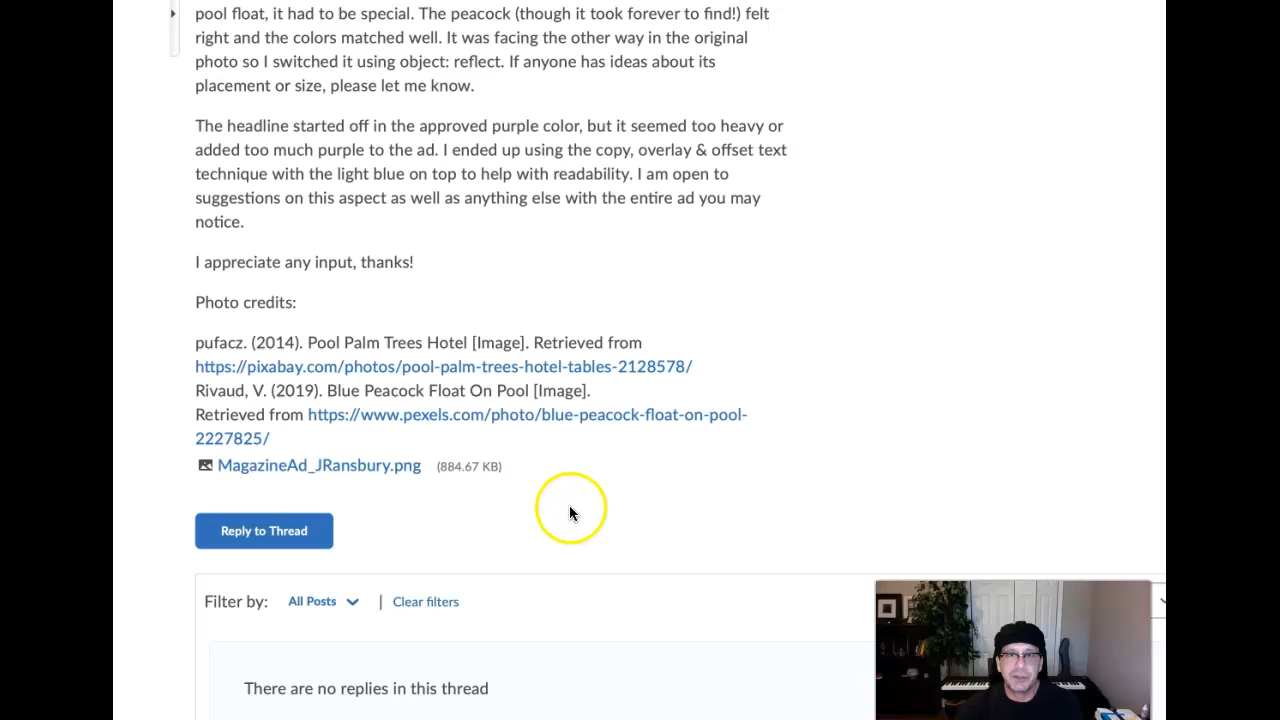 pool float, it had to be special. The peacock (though it took forever to find!) felt
right and the colors matched well. It was facing the other way in the original
photo so I switched it using object: reflect. If anyone has ideas about its
placement or size, please let me know.
The headline started off in the approved purple color, but it seemed too heavy or
added too much purple to the ad. I ended up using the copy, overlay & offset text
technique with the light blue on top to help with readability. I am open to
suggestions on this aspect as well as anything else with the entire ad you may
notice.
I appreciate any input, thanks!
Photo credits:
pufacz. (2014). Pool Palm Trees Hotel [Image]. Retrieved from
https://pixabay.com/photos/pool-palm-trees-hotel-tables-2128578/
Rivaud, V. (2019). Blue Peacock Float On Pool [Image].
Retrieved from https://www.pexels.com/photo/blue-peacock-float-on-pool-
2227825/
MagazineAd_JRansbury.png (884.67 KB)
Reply to Thread
Filter by: All Posts | Clear filters
There are no replies in this thread